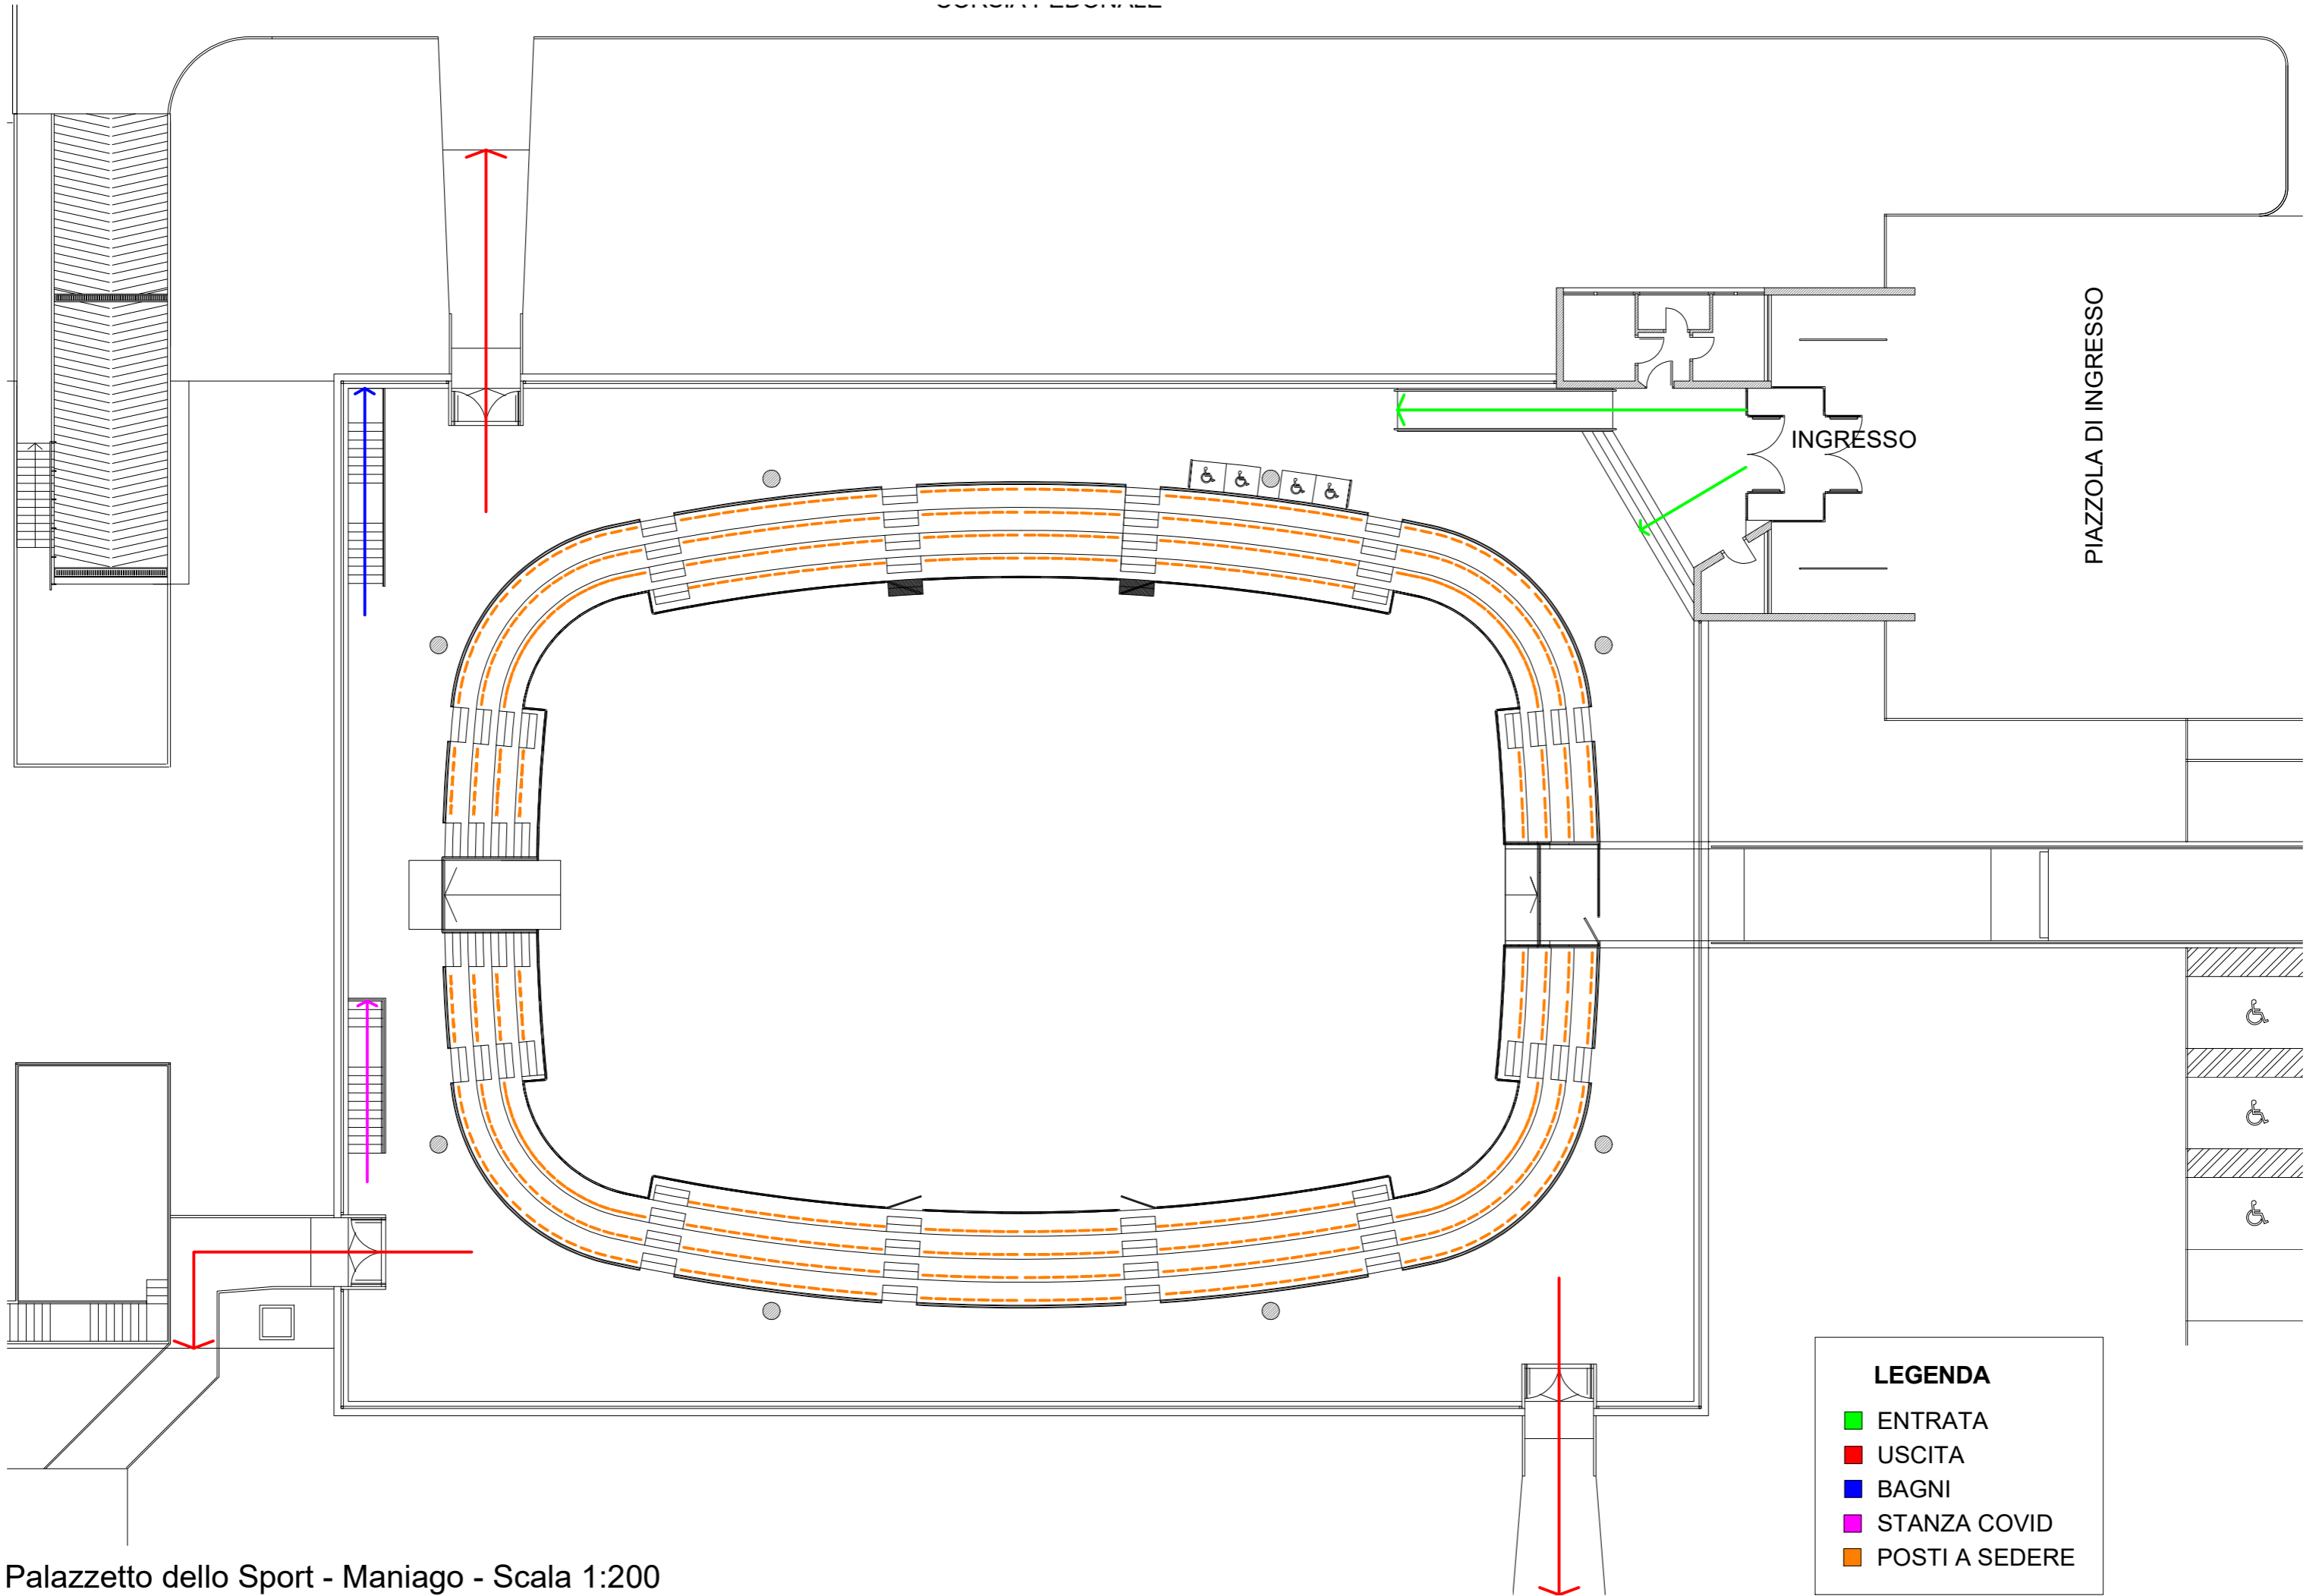 INGRESSO
PIAZZOLA DI INGRESSO
LEGENDA
ENTRATA
USCITA
BAGNI
STANZA COVID
POSTI A SEDERE
Palazzetto dello Sport - Maniago - Scala 1:200